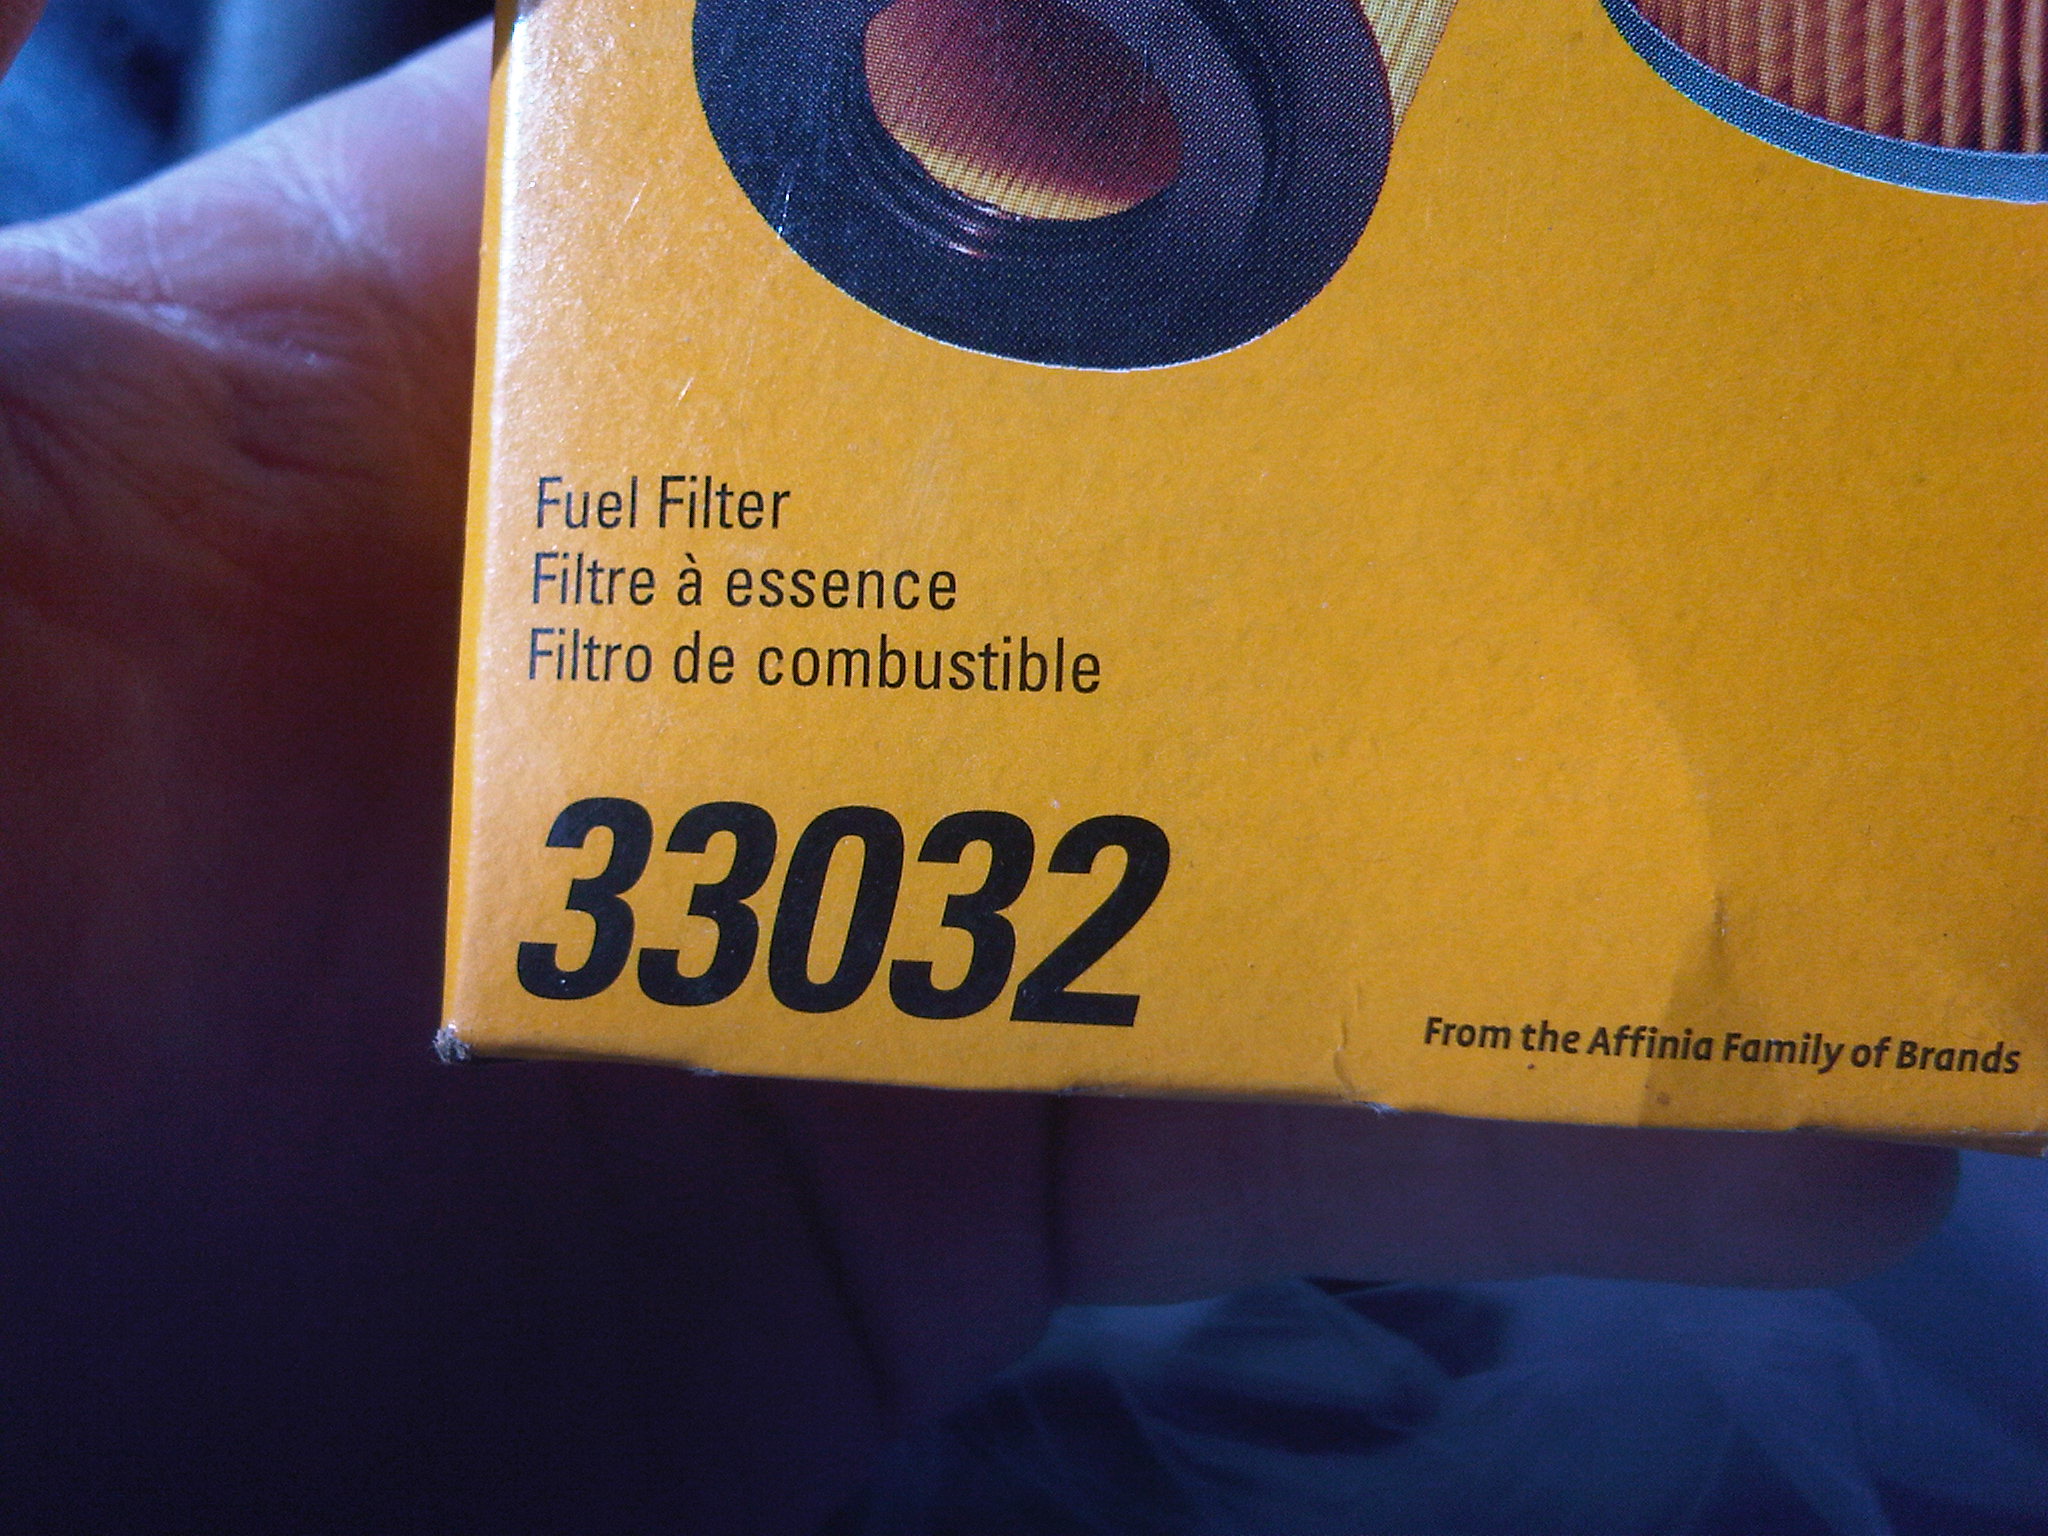 Fuel Filter
Filtre à essence
Filtro de combustible
33032
From the Affinia Family of Brands